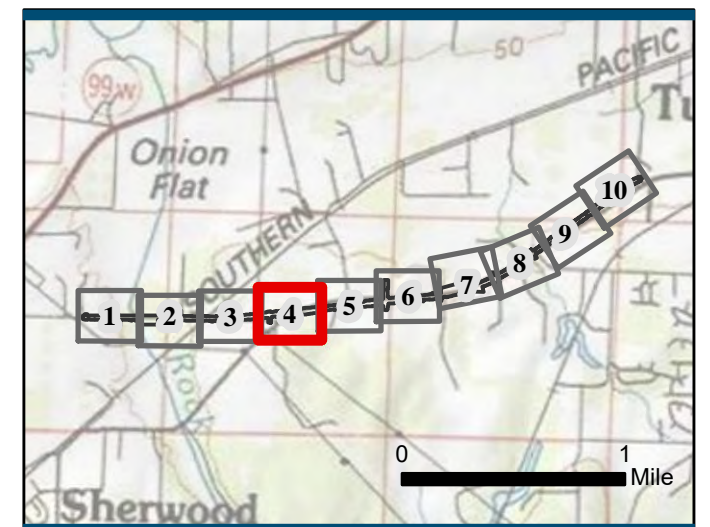 50
PACIFIC
99W
Tu
Onion
Flat
SOUTHERN
10
9
8
7
6
5
4
3
2
1
Rock
0 1
Mile
Sherwood